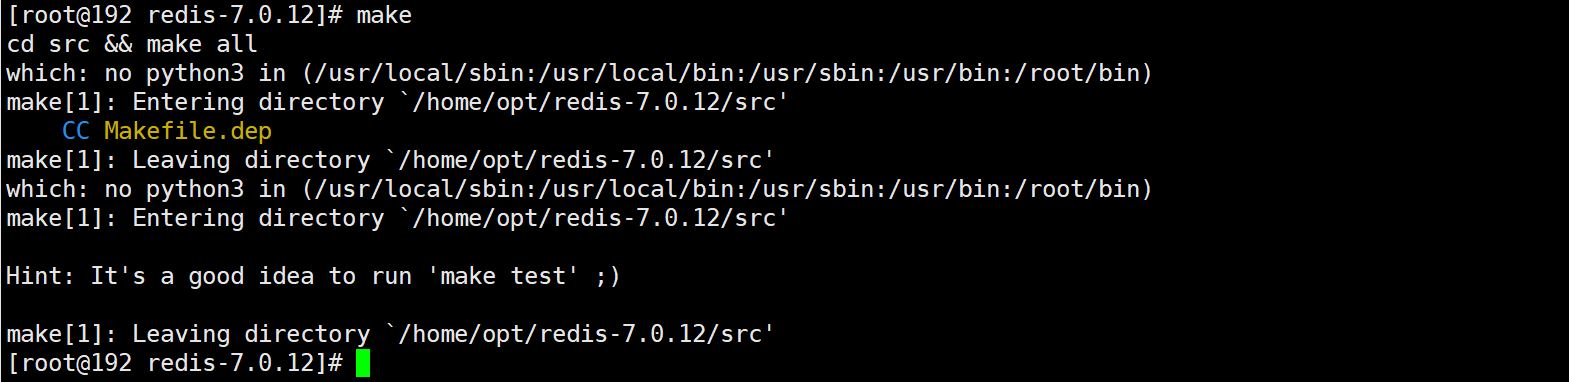 [root@192 redis-7.0.12]# make
cd src && make all
which: no python3 in (/usr/local/sbin:/usr/local/bin:/usr/sbin:/usr/bin:/root/bin)
make[1]: Entering directory `/home/opt/redis-7.0.12/src'
    CC Makefile.dep
make[1]: Leaving directory `/home/opt/redis-7.0.12/src'
which: no python3 in (/usr/local/sbin:/usr/local/bin:/usr/sbin:/usr/bin:/root/bin)
make[1]: Entering directory `/home/opt/redis-7.0.12/src'
Hint: It's a good idea to run 'make test' ;)
make[1]: Leaving directory `/home/opt/redis-7.0.12/src'
[root@192 redis-7.0.12]#